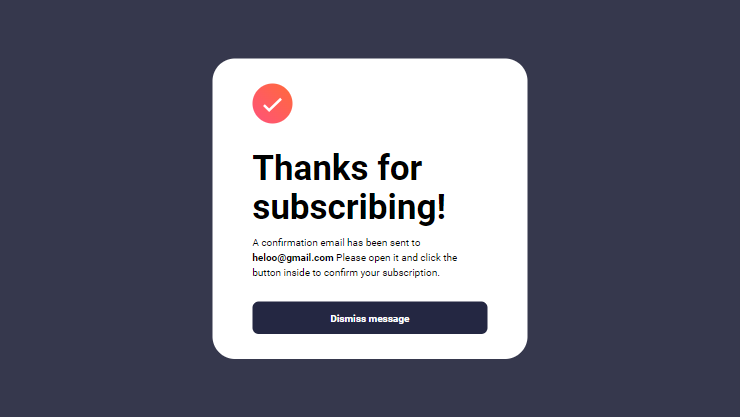 Thanks for
subscribing!
A confirmation email has been sent to
heloo@gmail.com Please open it and click the
button inside to confirm your subscription.
Dismiss message